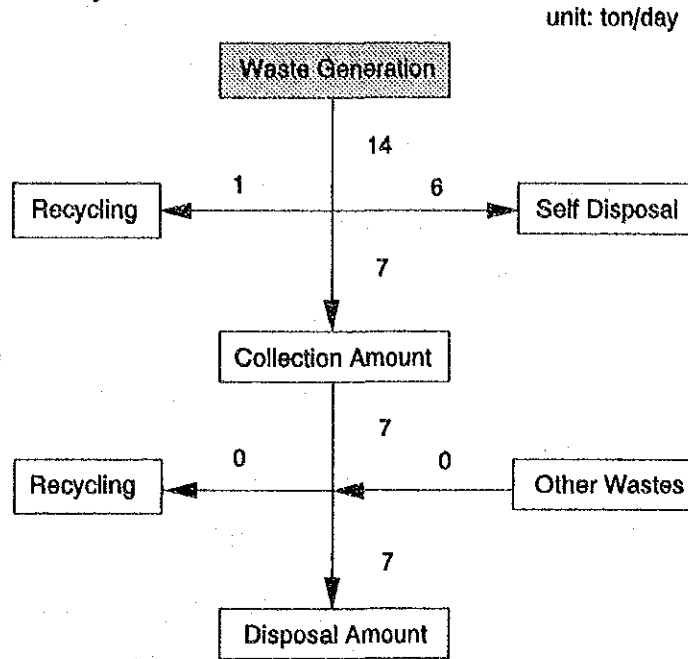 unit: ton/day
Waste Generation
14
1
6
Recycling
Self Disposal
7
Collection Amount
7
0
0
Recycling
Other Wastes
7
Disposal Amount